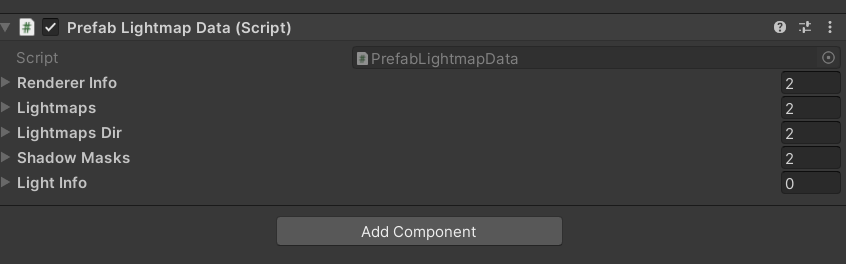 Prefab Lightmap Data (Script)
Script PrefabLightmapData
Renderer Info 2
Lightmaps 2
Lightmaps Dir 2
Shadow Masks 2
Light Info 0
Add Component